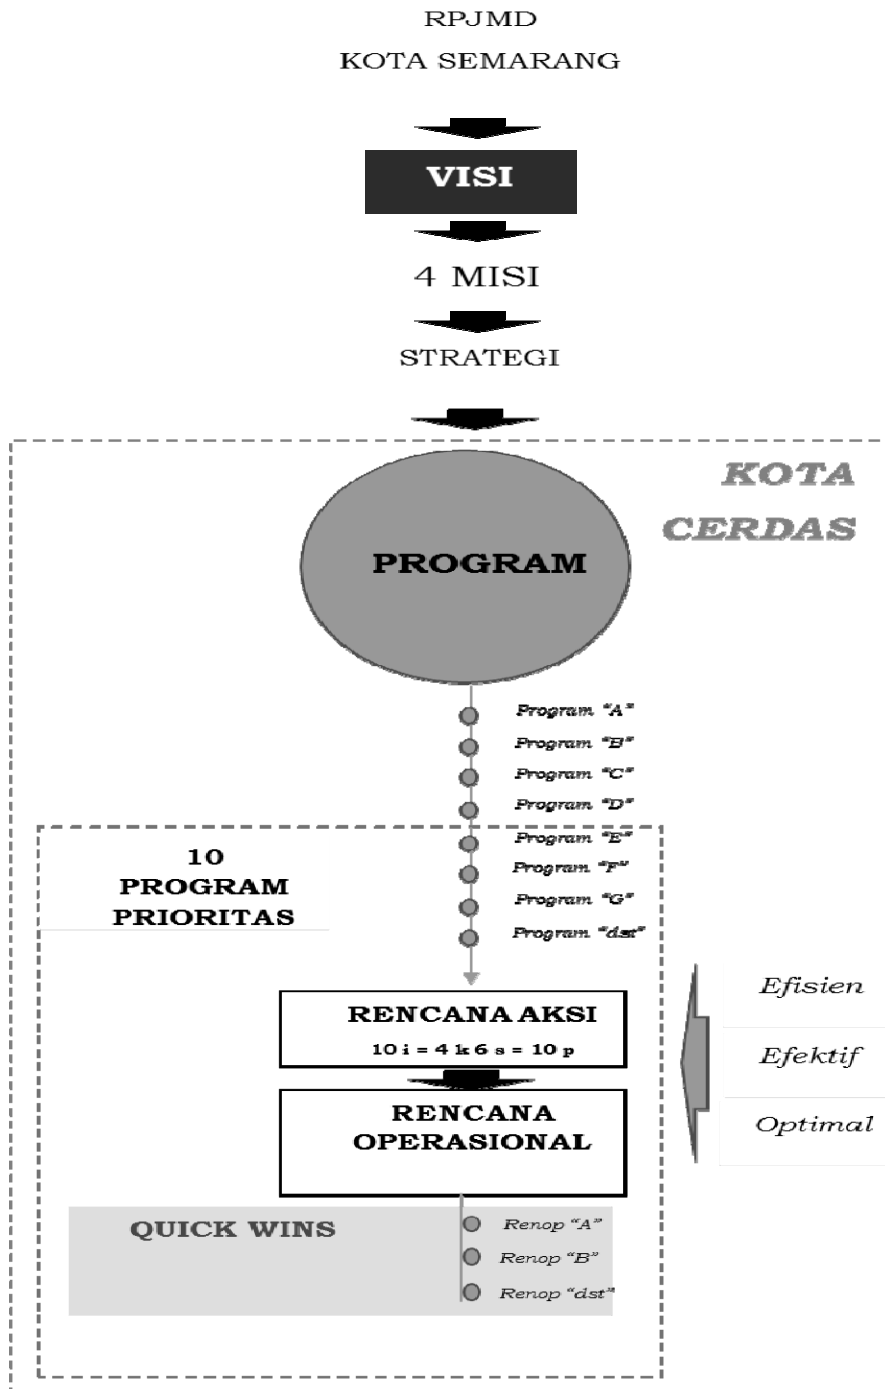 RPJMD
KOTA SEMARANG
VISI
4 MISI
STRATEGI
KOTA
CERDAS
PROGRAM
Program “A”
Program “B”
Program “C”
Program “D”
Program “E”
Program “F”
Program “G”
Program “dst”
10
PROGRAM
PRIORITAS
RENCANA AKSI
10 i = 4 k 6 s = 10 p
RENCANA
OPERASIONAL
Efisien
Efektif
Optimal
QUICK WINS
Renop “A”
Renop “B”
Renop “dst”